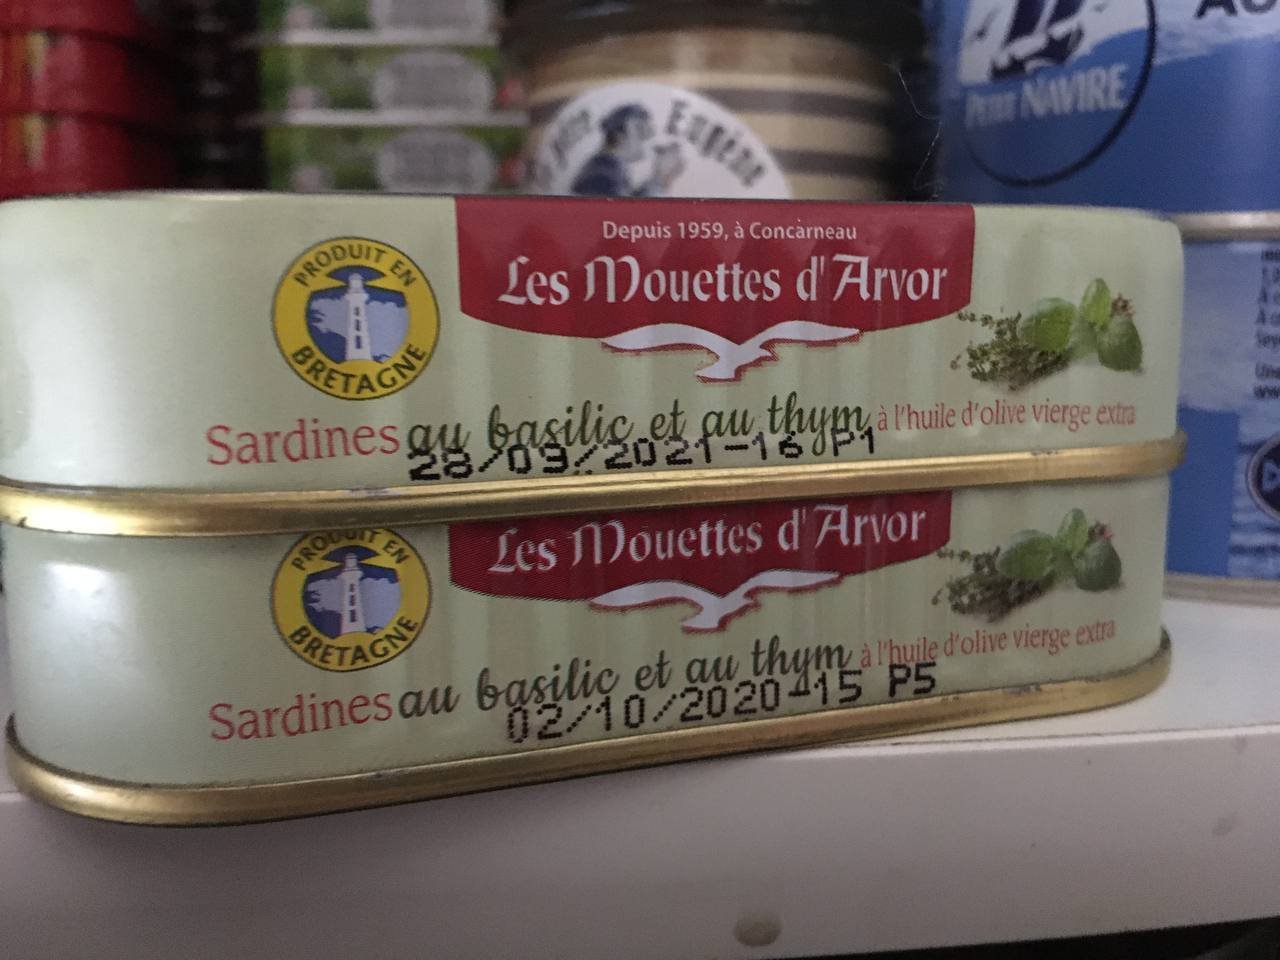 Eugène
PETIT NAVIRE
Depuis 1959, à Concarneau
Les Mouettes d'Arvor
PRODUIT EN
BRETAGNE
Sardines au basilic et au thym à l'huile d'olive vierge extra
28/09/2021-16 P1
Les Mouettes d'Arvor
PRODUIT EN
BRETAGNE
Sardines au basilic et au thym à l'huile d'olive vierge extra
02/10/2020-15 P5